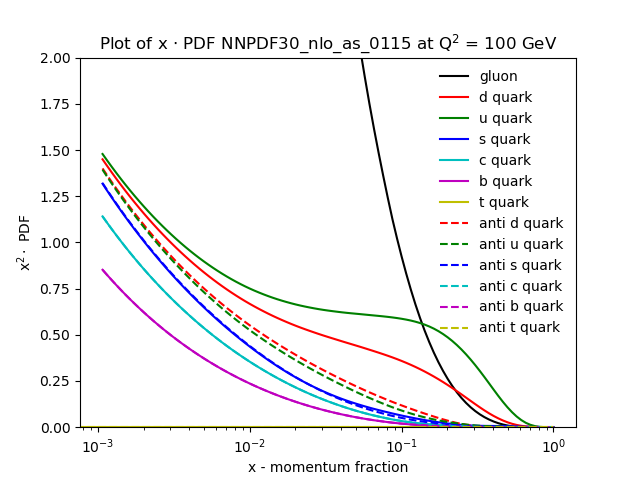 Plot of x · PDF NNPDF30_nlo_as_0115 at Q² = 100 GeV
2.00
1.75
1.50
1.25
1.00
0.75
0.50
0.25
0.00
x²· PDF
gluon
d quark
u quark
s quark
c quark
b quark
t quark
anti d quark
anti u quark
anti s quark
anti c quark
anti b quark
anti t quark
10⁻³ 10⁻² 10⁻¹ 10⁰
x - momentum fraction